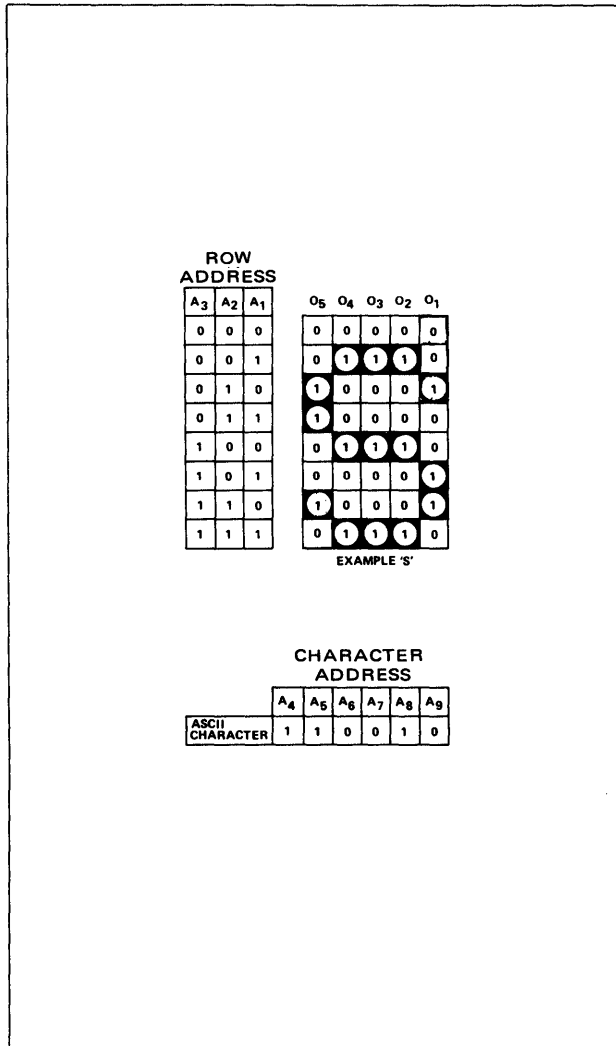 ROW
ADDRESS
A3 A2 A1 O5 O4 O3 O2 O1
0 0 0 0 0 0 0 0
0 0 1 0 1 1 1 0
0 1 0 1 0 0 0 1
0 1 1 1 0 0 0 0
1 0 0 0 1 1 1 0
1 0 1 0 0 0 0 1
1 1 0 1 0 0 0 1
1 1 1 0 1 1 1 0
EXAMPLE 'S'
CHARACTER
ADDRESS
A4 A5 A6 A7 A8 A9
ASCII
CHARACTER 1 1 0 0 1 0